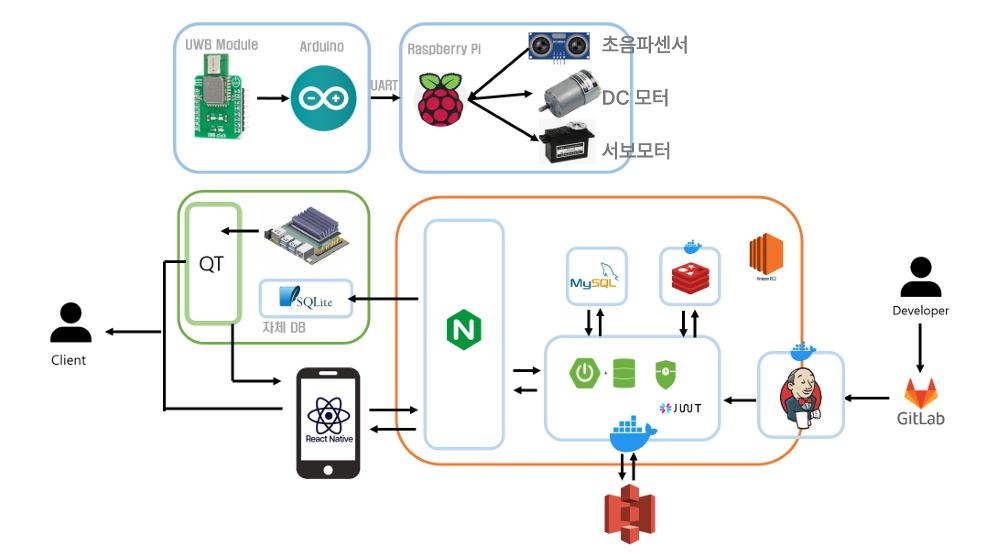 UWB Module
Arduino
UART
Raspberry Pi
초음파센서
DC 모터
서보모터
QT
SQLite
자체 DB
Client
React Native
N
MySQL
JWT
Amazon EC2
Developer
GitLab